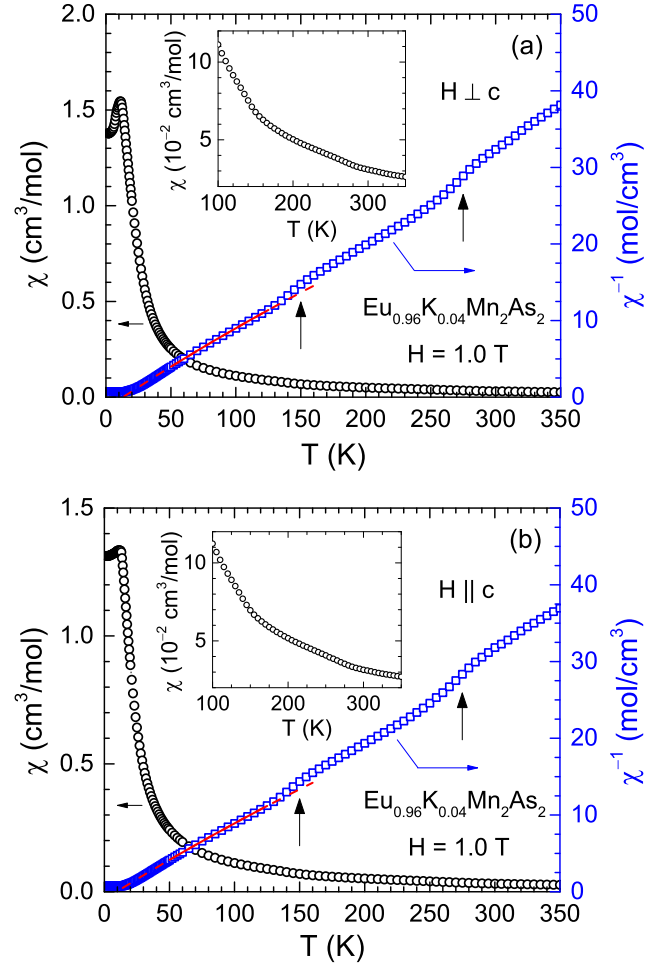 2.0
1.5
1.0
0.5
0.0
χ (cm³/mol)
0
50
100
150
200
250
300
350
T (K)
50
40
30
20
10
0
χ⁻¹ (mol/cm³)
(a)
H ⊥ c
10
5
χ (10⁻² cm³/mol)
100
200
300
T (K)
Eu₀.₉₆K₀.₀₄Mn₂As₂
H = 1.0 T
1.5
1.0
0.5
0.0
χ (cm³/mol)
0
50
100
150
200
250
300
350
T (K)
50
40
30
20
10
0
χ⁻¹ (mol/cm³)
(b)
H || c
10
5
χ (10⁻² cm³/mol)
100
200
300
T (K)
Eu₀.₉₆K₀.₀₄Mn₂As₂
H = 1.0 T